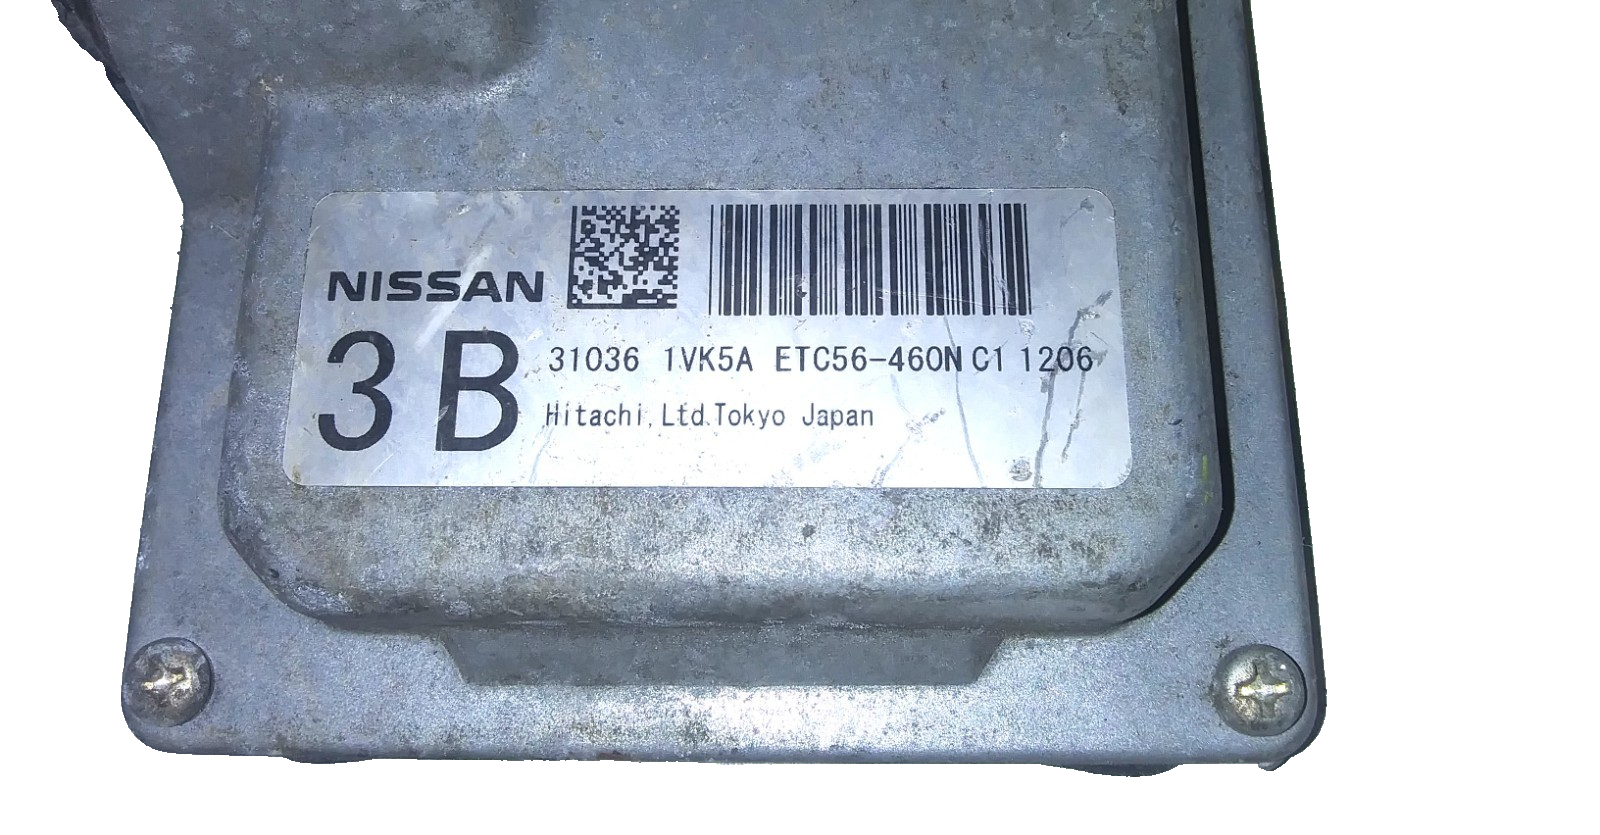 NISSAN
3B 31036 1VK5A ETC56-460N C1 1206
Hitachi, Ltd. Tokyo Japan